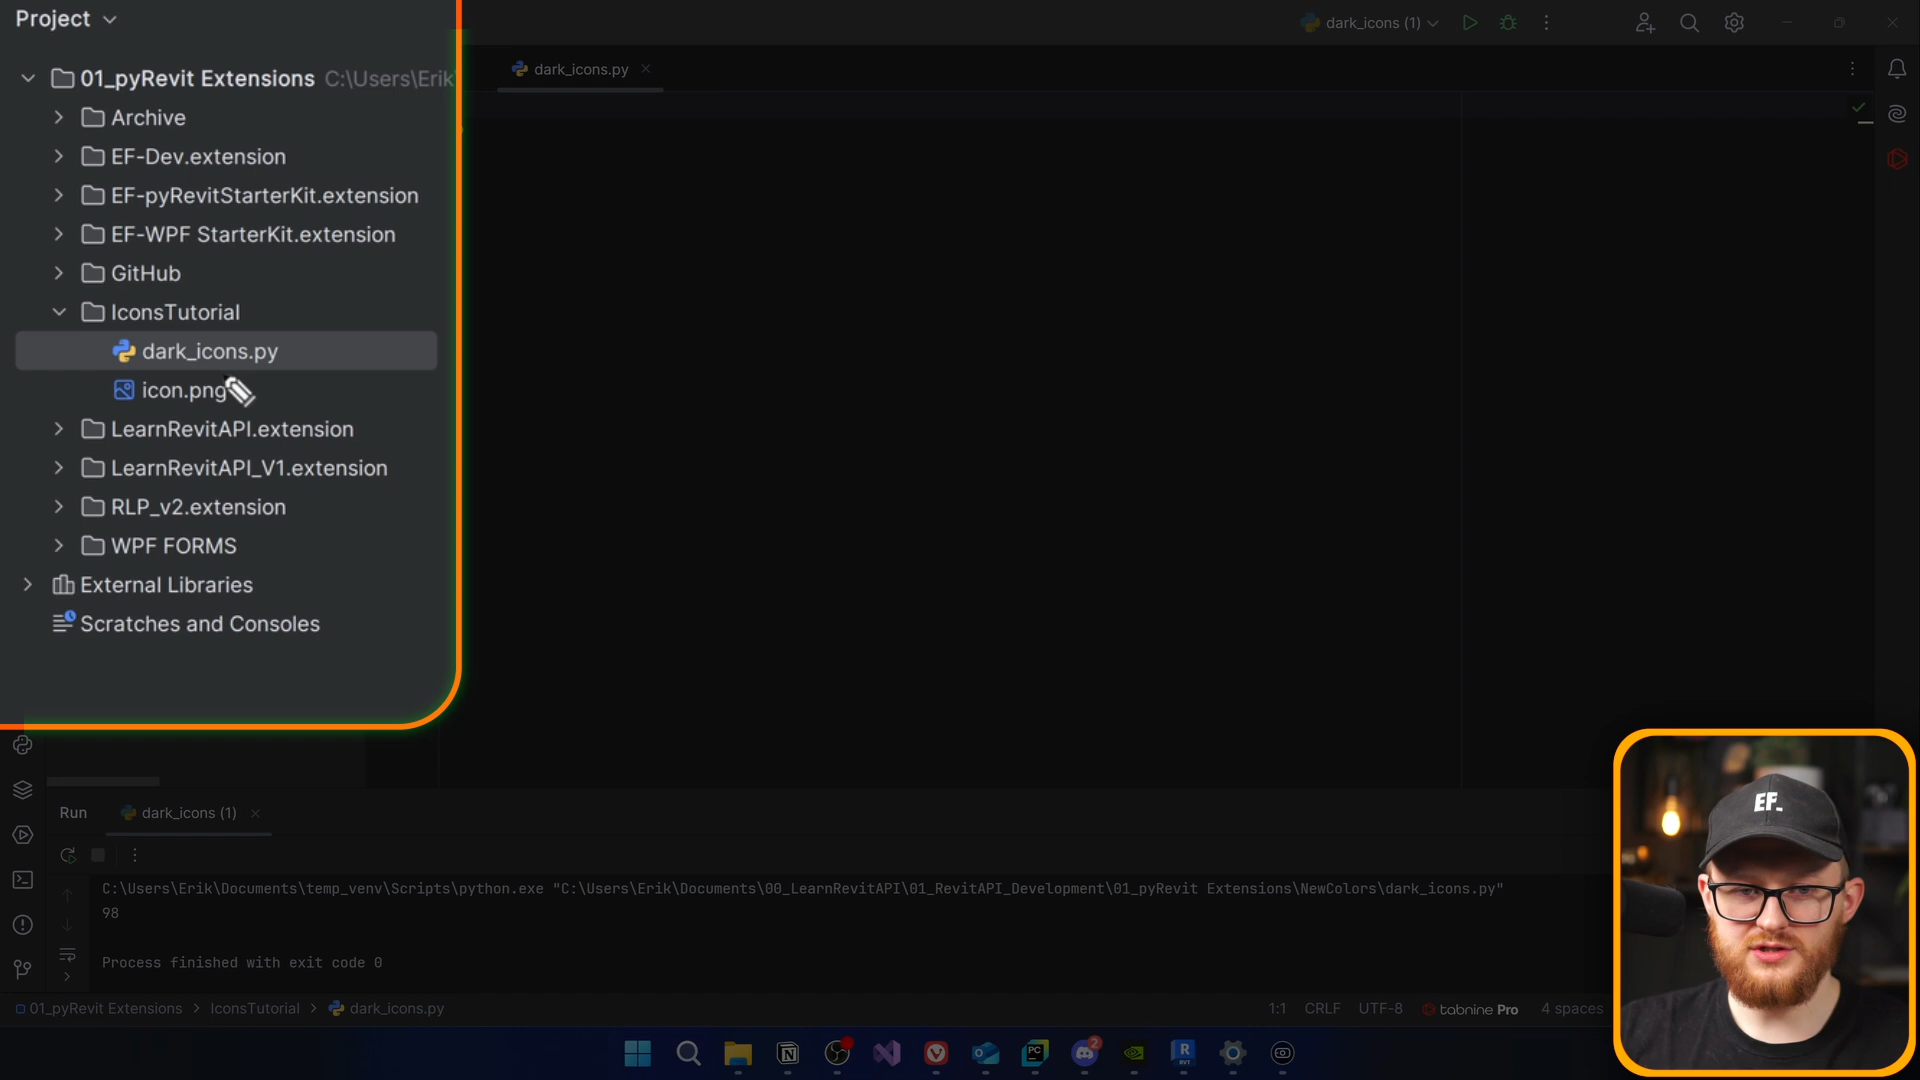 Project
dark_icons (1)
01_pyRevit Extensions C:\Users\Erik
dark_icons.py
Archive
EF-Dev.extension
EF-pyRevitStarterKit.extension
EF-WPF StarterKit.extension
GitHub
IconsTutorial
dark_icons.py
icon.png
LearnRevitAPI.extension
LearnRevitAPI_V1.extension
RLP_v2.extension
WPF FORMS
External Libraries
Scratches and Consoles
Run dark_icons (1)
C:\Users\Erik\Documents\temp_venv\Scripts\python.exe "C:\Users\Erik\Documents\00_LearnRevitAPI\01_RevitAPI_Development\01_pyRevit Extensions\NewColors\dark_icons.py"
98
Process finished with exit code 0
01_pyRevit Extensions > IconsTutorial > dark_icons.py 1:1 CRLF UTF-8 tabnine Pro 4 spaces
EF.
N
PC
2
R
RVT